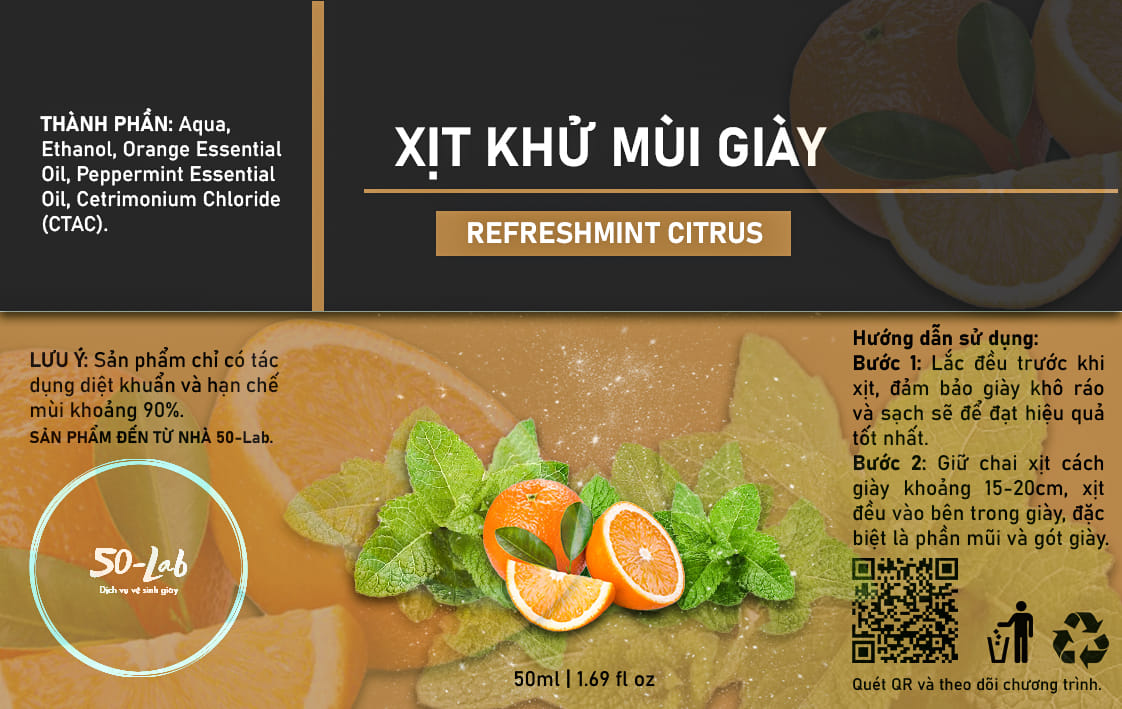 THÀNH PHẦN: Aqua,
Ethanol, Orange Essential
Oil, Peppermint Essential
Oil, Cetrimonium Chloride
(CTAC).
XỊT KHỬ MÙI GIÀY
REFRESHMINT CITRUS
LƯU Ý: Sản phẩm chỉ có tác
dụng diệt khuẩn và hạn chế
mùi khoảng 90%.
SẢN PHẨM ĐẾN TỪ NHÀ 50-Lab.
50-Lab
Dịch vụ vệ sinh giày
50ml | 1.69 fl oz
Hướng dẫn sử dụng:
Bước 1: Lắc đều trước khi
xịt, đảm bảo giày khô ráo
và sạch sẽ để đạt hiệu quả
tốt nhất.
Bước 2: Giữ chai xịt cách
giày khoảng 15-20cm, xịt
đều vào bên trong giày, đặc
biệt là phần mũi và gót giày.
Quét QR và theo dõi chương trình.